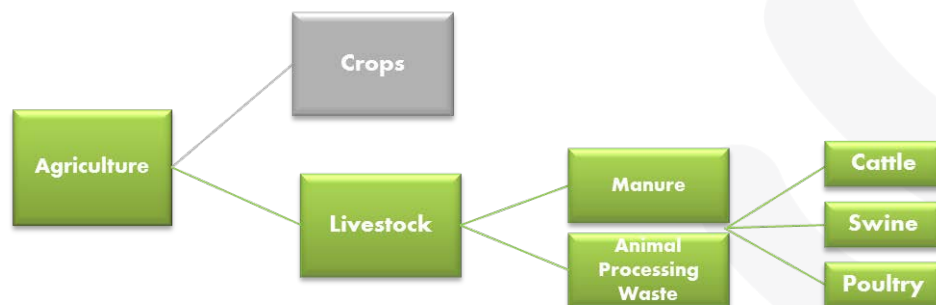 Crops
Agriculture
Livestock
Manure
Animal
Processing
Waste
Cattle
Swine
Poultry